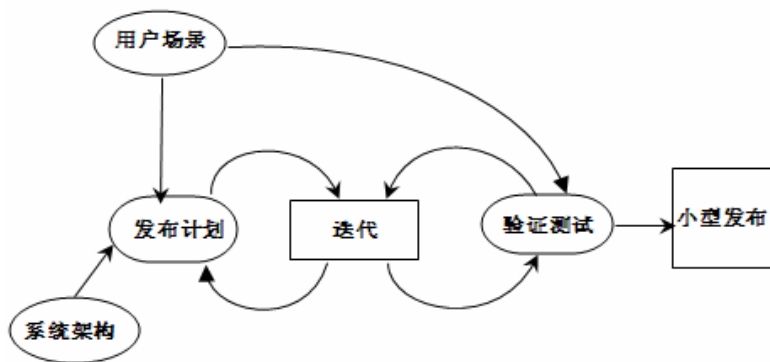 用户场景
发布计划
迭代
验证测试
小型发布
系统架构